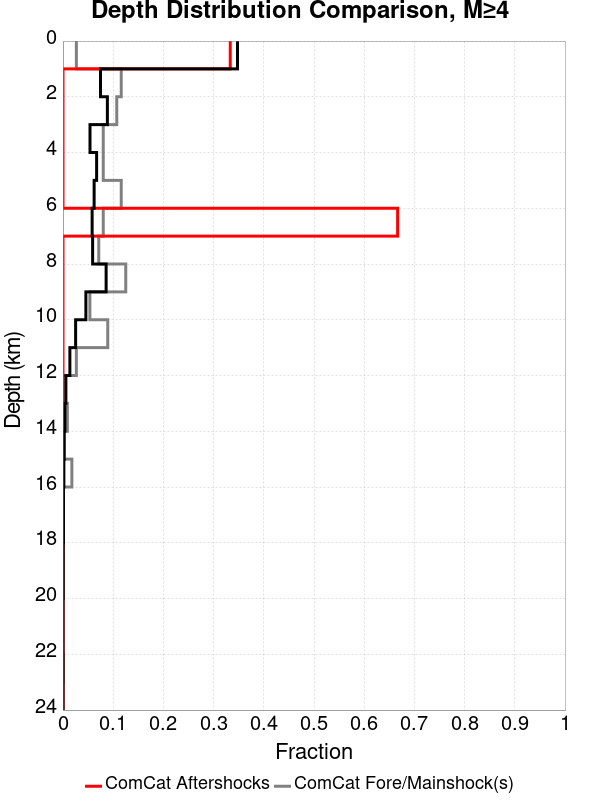 Depth Distribution Comparison, M≥4
0
2
4
6
8
10
12
14
16
18
20
22
24
Depth (km)
0 0.1 0.2 0.3 0.4 0.5 0.6 0.7 0.8 0.9 1
Fraction
ComCat Aftershocks ComCat Fore/Mainshock(s)